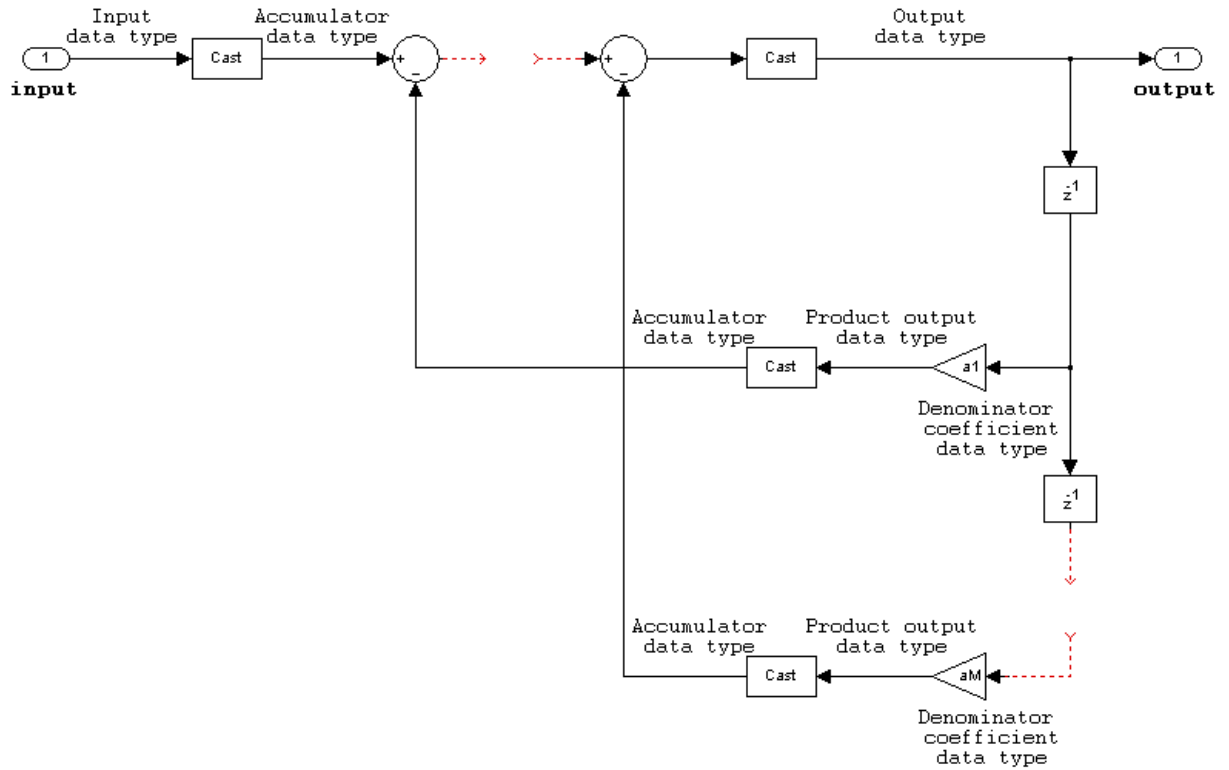 Input
data type
Accumulator
data type
Output
data type
1
Cast
+
-
+
-
Cast
1
input
output
z-1
Accumulator
data type
Product output
data type
Cast
a1
Denominator
coefficient
data type
z-1
Accumulator
data type
Product output
data type
Cast
aM
Denominator
coefficient
data type